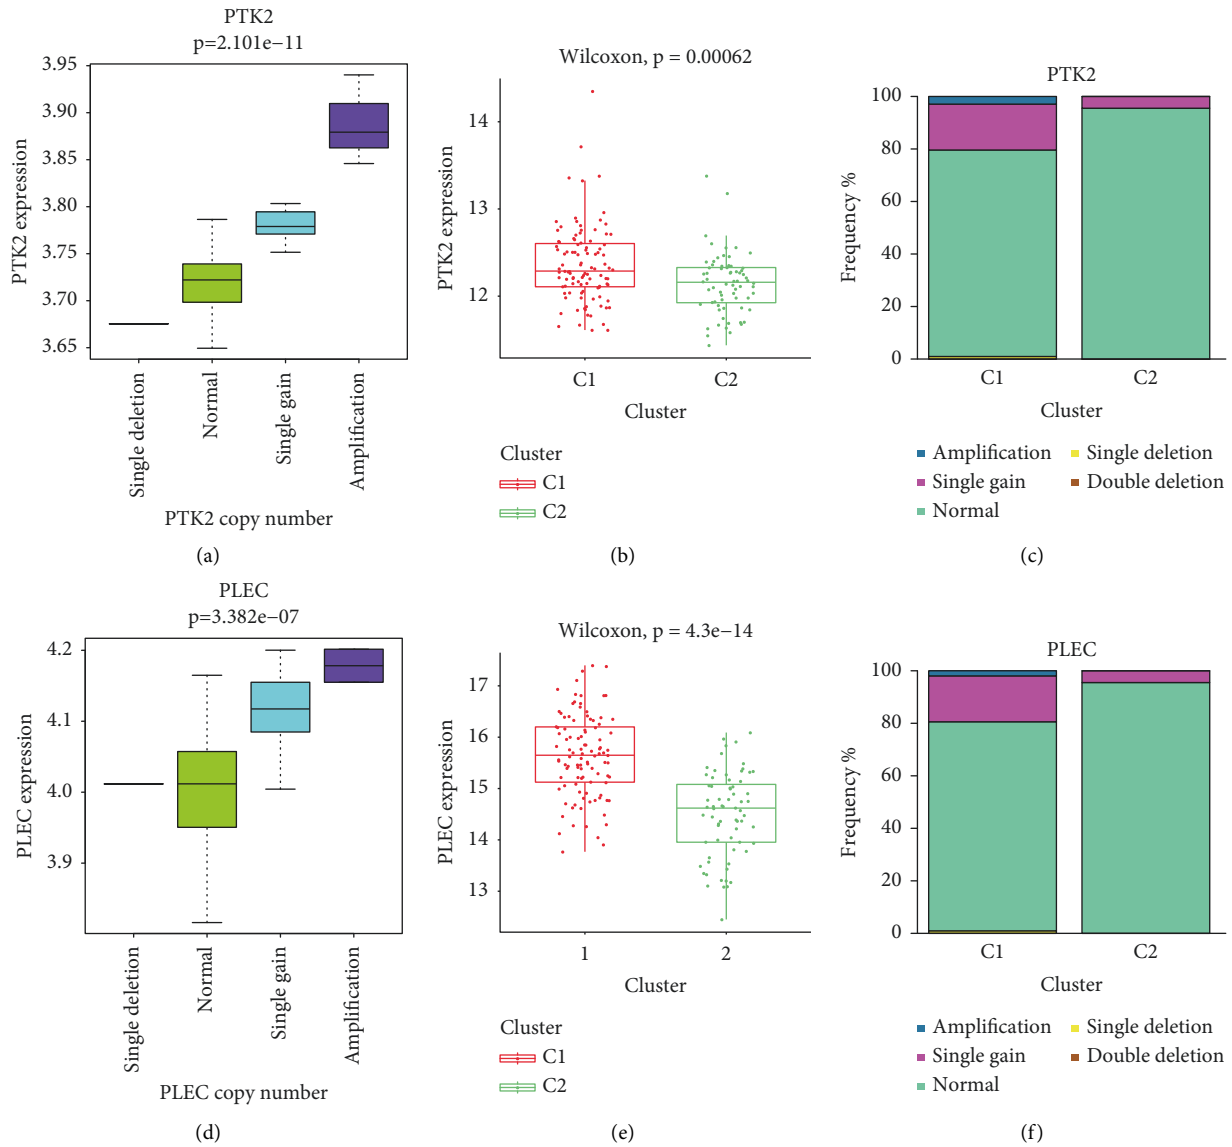 PTK2
p=2.101e−11
3.95
3.90
3.85
3.80
3.75
3.70
3.65
PTK2 expression
Single deletion
Normal
Single gain
Amplification
PTK2 copy number
(a)
Wilcoxon, p = 0.00062
14
13
12
PTK2 expression
C1
C2
Cluster
Cluster
C1
C2
(b)
PTK2
100
80
60
40
20
0
Frequency %
C1
C2
Cluster
Amplification
Single deletion
Single gain
Double deletion
Normal
(c)
PLEC
p=3.382e−07
4.2
4.1
4.0
3.9
PLEC expression
Single deletion
Normal
Single gain
Amplification
PLEC copy number
(d)
Wilcoxon, p = 4.3e−14
17
16
15
14
13
PLEC expression
1
2
Cluster
Cluster
C1
C2
(e)
PLEC
100
80
60
40
20
0
Frequency %
C1
C2
Cluster
Amplification
Single deletion
Single gain
Double deletion
Normal
(f)